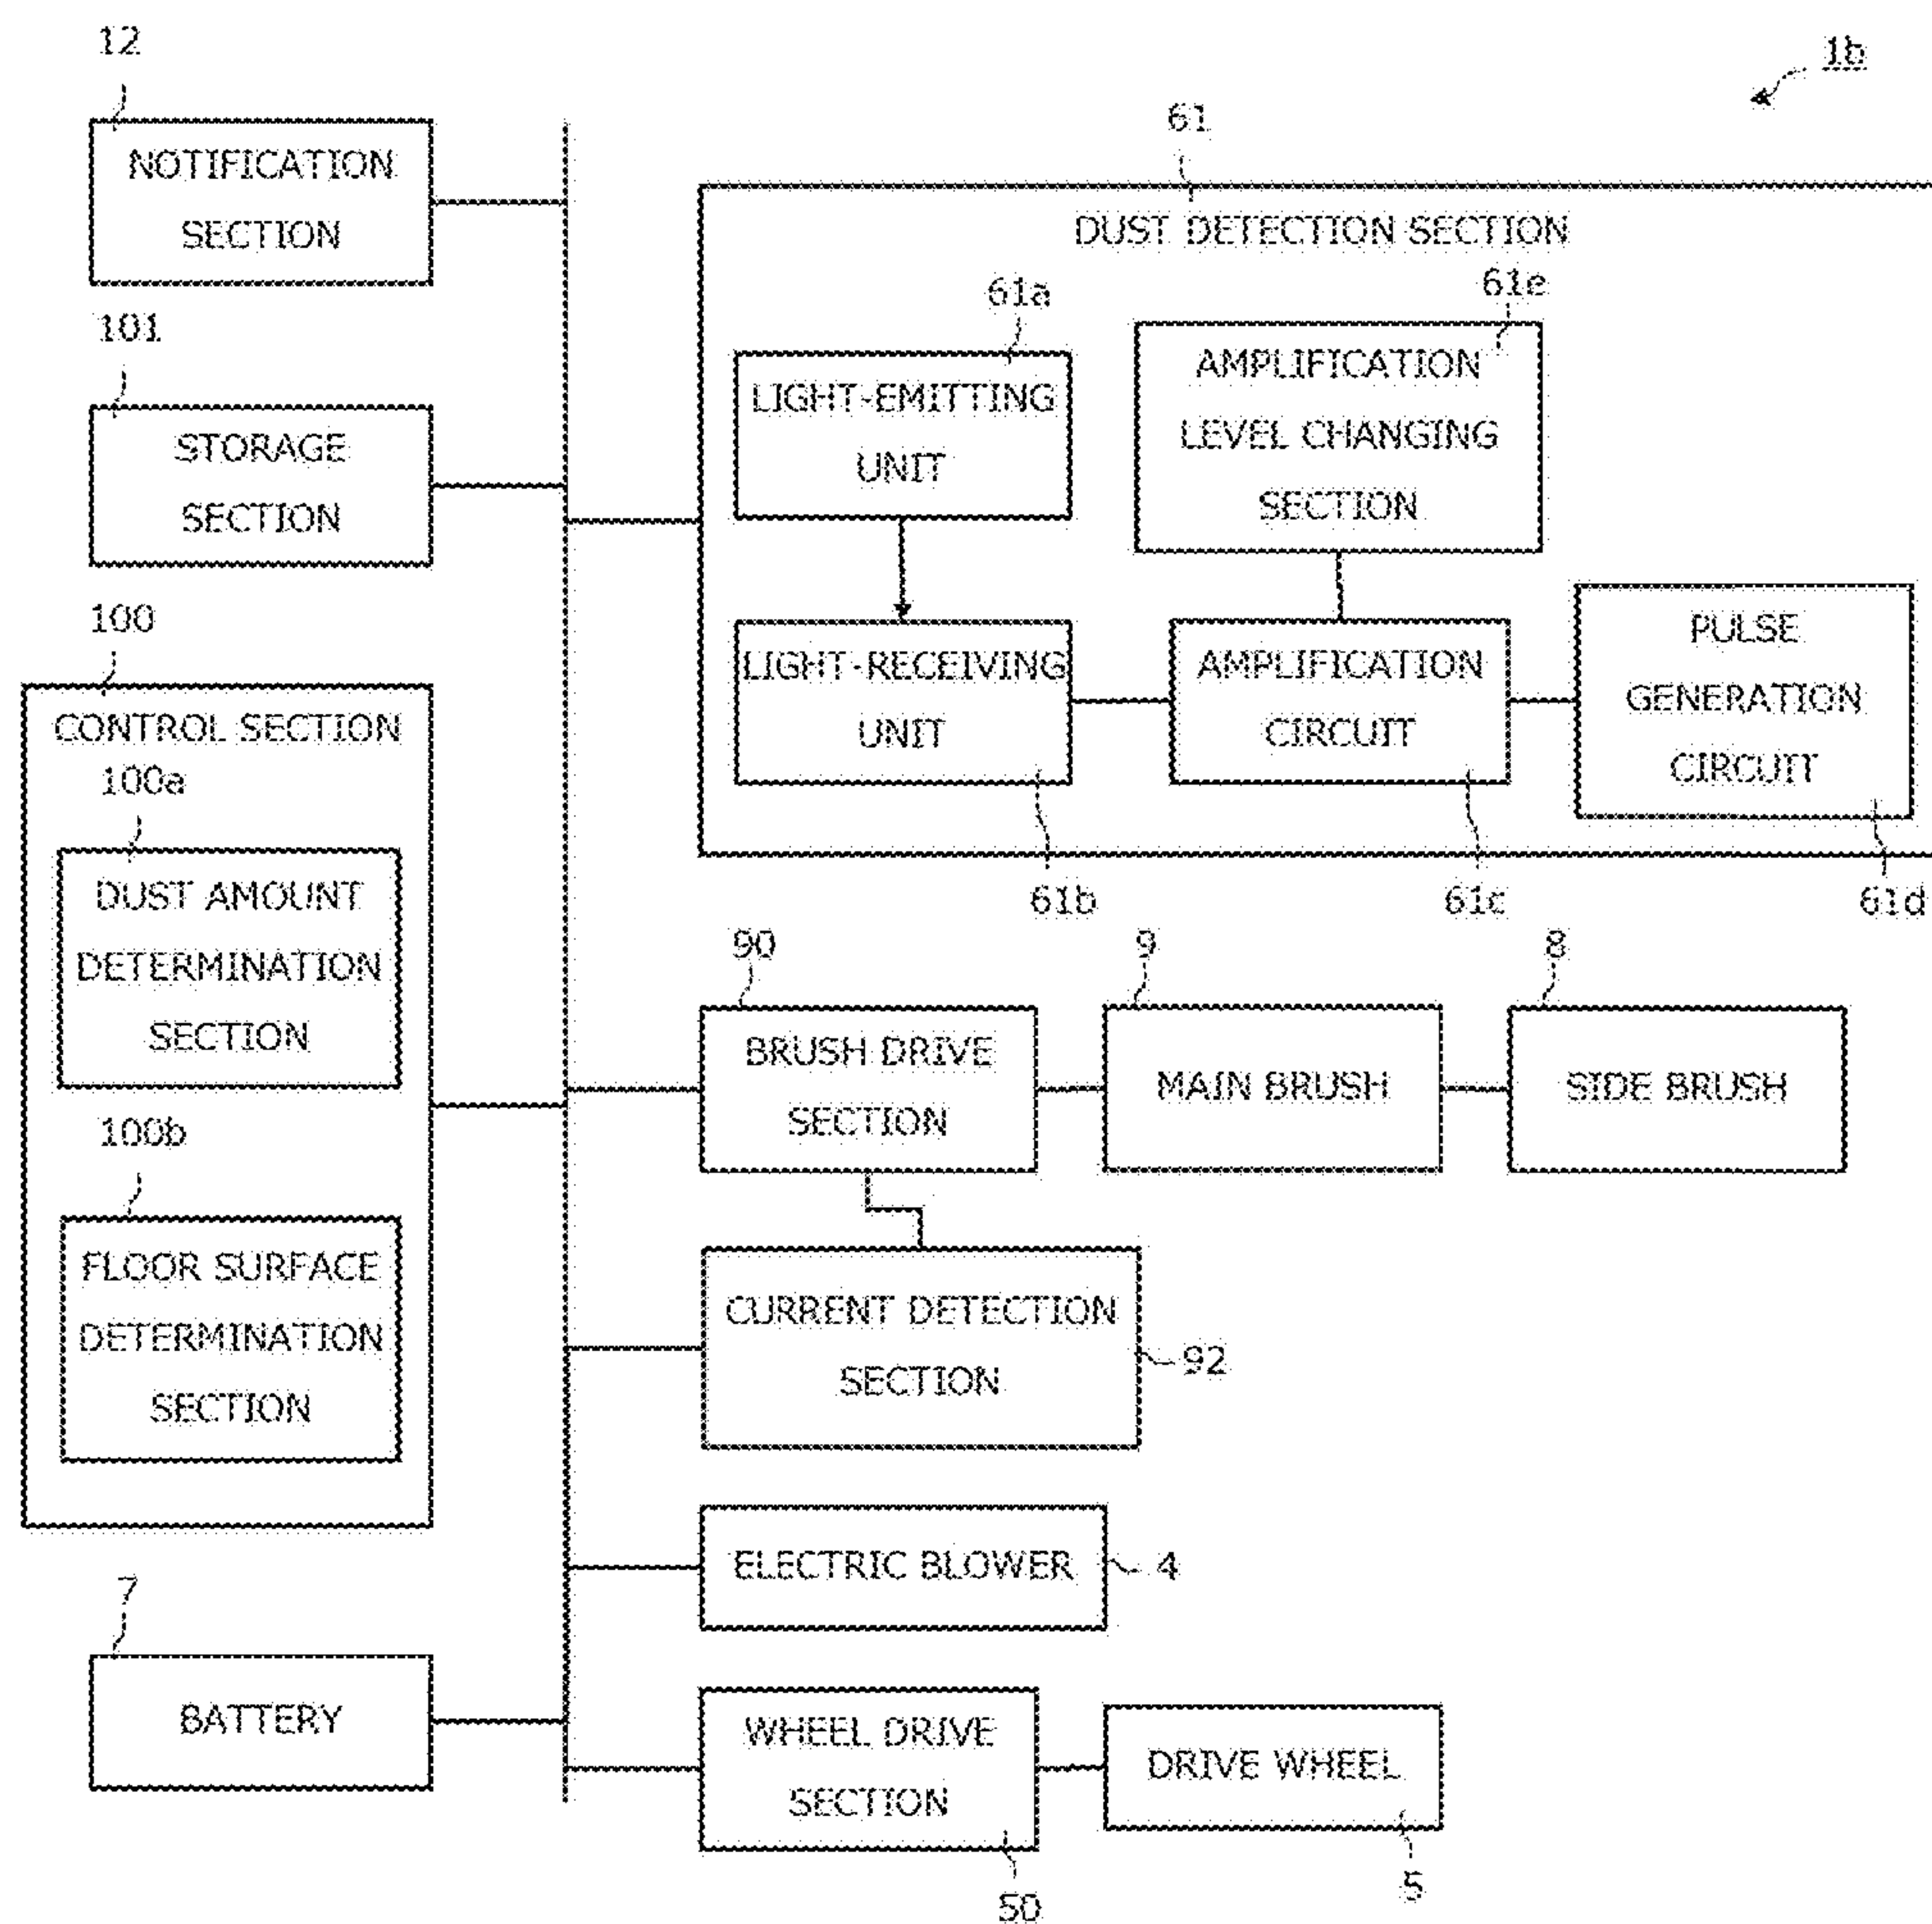 12
NOTIFICATION
SECTION
101
STORAGE
SECTION
100
CONTROL SECTION
100a
DUST AMOUNT
DETERMINATION
SECTION
100b
FLOOR SURFACE
DETERMINATION
SECTION
7
BATTERY
1b
61
DUST DETECTION SECTION
61a
LIGHT-EMITTING
UNIT
61e
AMPLIFICATION
LEVEL CHANGING
SECTION
LIGHT-RECEIVING
UNIT
61b
AMPLIFICATION
CIRCUIT
61c
PULSE
GENERATION
CIRCUIT
61d
90
BRUSH DRIVE
SECTION
9
MAIN BRUSH
8
SIDE BRUSH
CURRENT DETECTION
SECTION
92
ELECTRIC BLOWER
4
WHEEL DRIVE
SECTION
50
DRIVE WHEEL
5